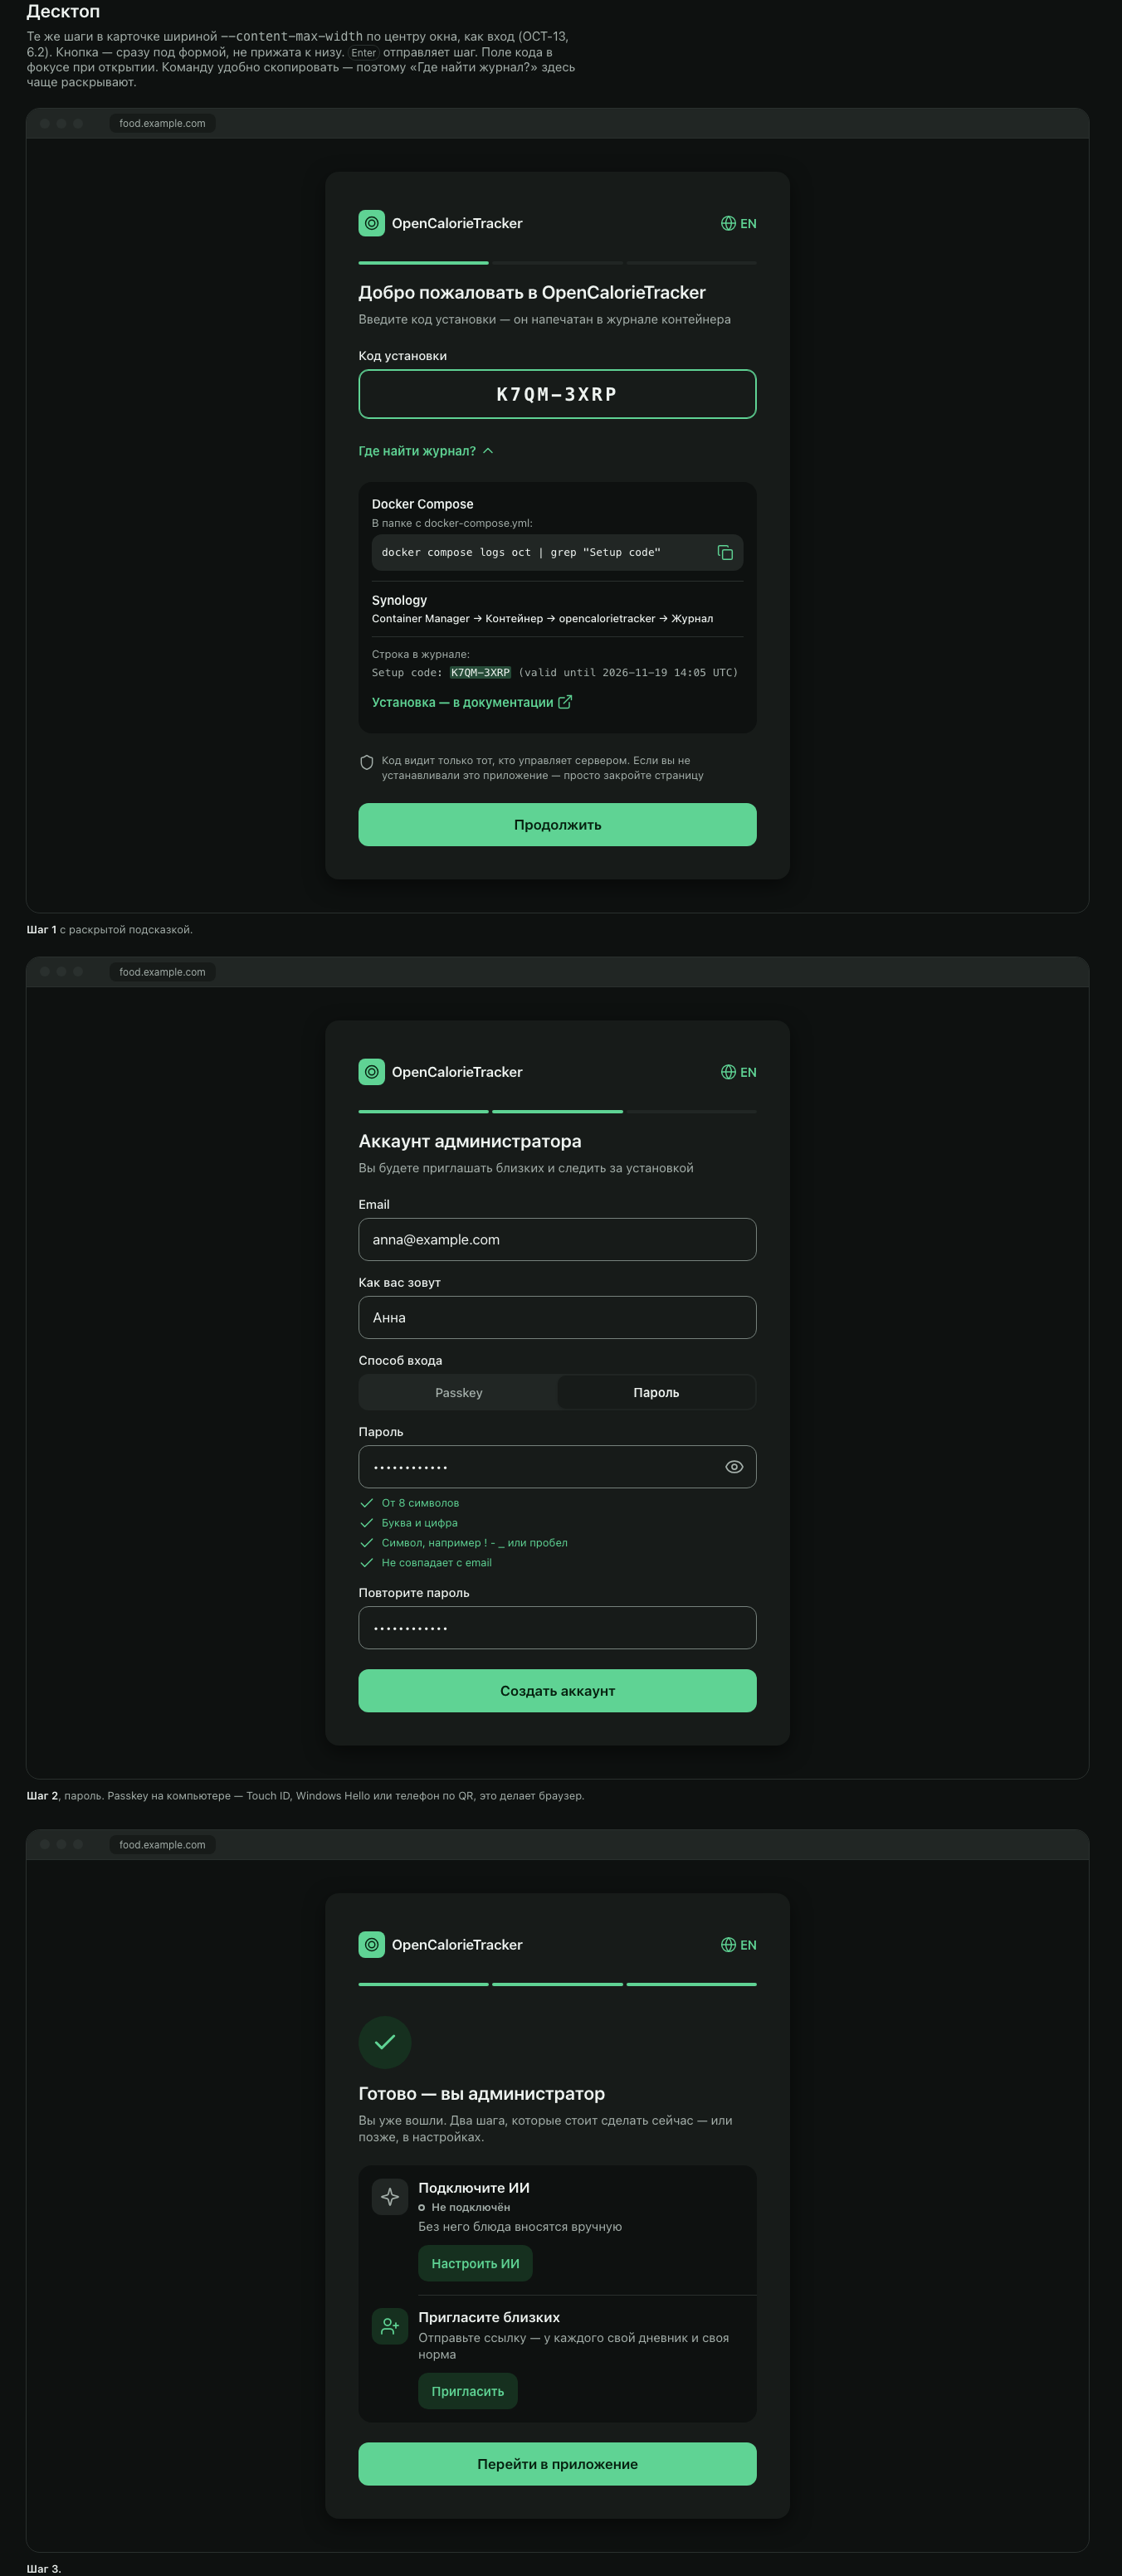 Десктоп
Те же шаги в карточке шириной --content-max-width по центру окна, как вход (OCT-13,
6.2). Кнопка — сразу под формой, не прижата к низу. Enter отправляет шаг. Поле кода в
фокусе при открытии. Команду удобно скопировать — поэтому «Где найти журнал?» здесь
чаще раскрывают.
food.example.com
OpenCalorieTracker
EN
Добро пожаловать в OpenCalorieTracker
Введите код установки — он напечатан в журнале контейнера
Код установки
K7QM-3XRP
Где найти журнал?
Docker Compose
В папке с docker-compose.yml:
docker compose logs oct | grep "Setup code"
Synology
Container Manager → Контейнер → opencalorietracker → Журнал
Строка в журнале:
Setup code: K7QM-3XRP (valid until 2026-11-19 14:05 UTC)
Установка — в документации
Код видит только тот, кто управляет сервером. Если вы не
устанавливали это приложение — просто закройте страницу
Продолжить
Шаг 1 с раскрытой подсказкой.
food.example.com
OpenCalorieTracker
EN
Аккаунт администратора
Вы будете приглашать близких и следить за установкой
Email
anna@example.com
Как вас зовут
Анна
Способ входа
Passkey
Пароль
Пароль
••••••••••••
От 8 символов
Буква и цифра
Символ, например ! - _ или пробел
Не совпадает с email
Повторите пароль
••••••••••••
Создать аккаунт
Шаг 2, пароль. Passkey на компьютере — Touch ID, Windows Hello или телефон по QR, это делает браузер.
food.example.com
OpenCalorieTracker
EN
Готово — вы администратор
Вы уже вошли. Два шага, которые стоит сделать сейчас — или
позже, в настройках.
Подключите ИИ
Не подключён
Без него блюда вносятся вручную
Настроить ИИ
Пригласите близких
Отправьте ссылку — у каждого свой дневник и своя
норма
Пригласить
Перейти в приложение
Шаг 3.